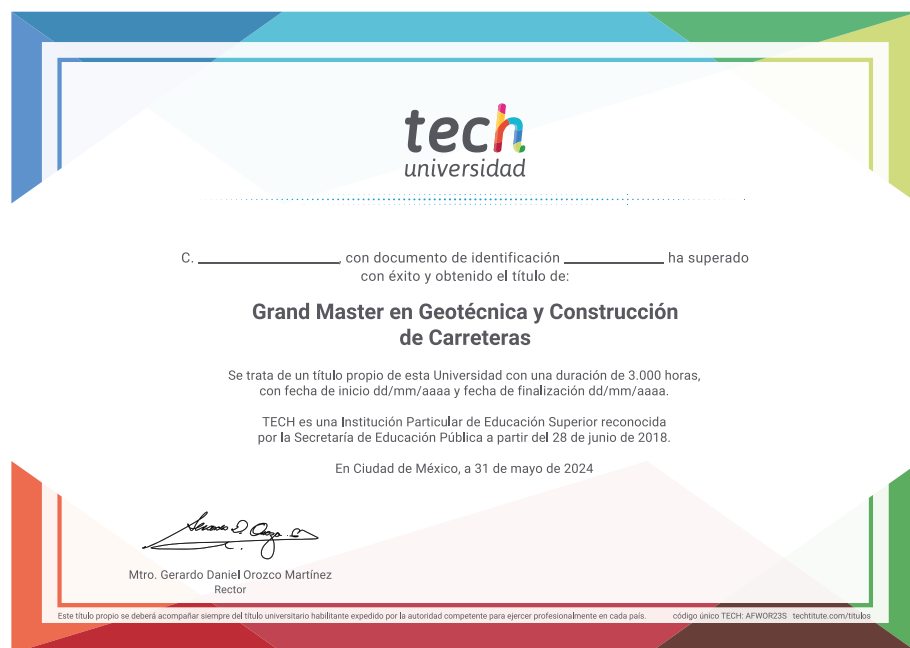 tech
universidad
C. , con documento de identificación ha superado
con éxito y obtenido el título de:
Grand Master en Geotécnica y Construcción
de Carreteras
Se trata de un título propio de esta Universidad con una duración de 3.000 horas,
con fecha de inicio dd/mm/aaaa y fecha de finalización dd/mm/aaaa.
TECH es una Institución Particular de Educación Superior reconocida
por la Secretaría de Educación Pública a partir del 28 de junio de 2018.
En Ciudad de México, a 31 de mayo de 2024
Mtro. Gerardo Daniel Orozco Martínez
Rector
Este título propio se deberá acompañar siempre del título universitario habilitante expedido por la autoridad competente para ejercer profesionalmente en cada país. código único TECH: AFWOR23S techtitute.com/titulos